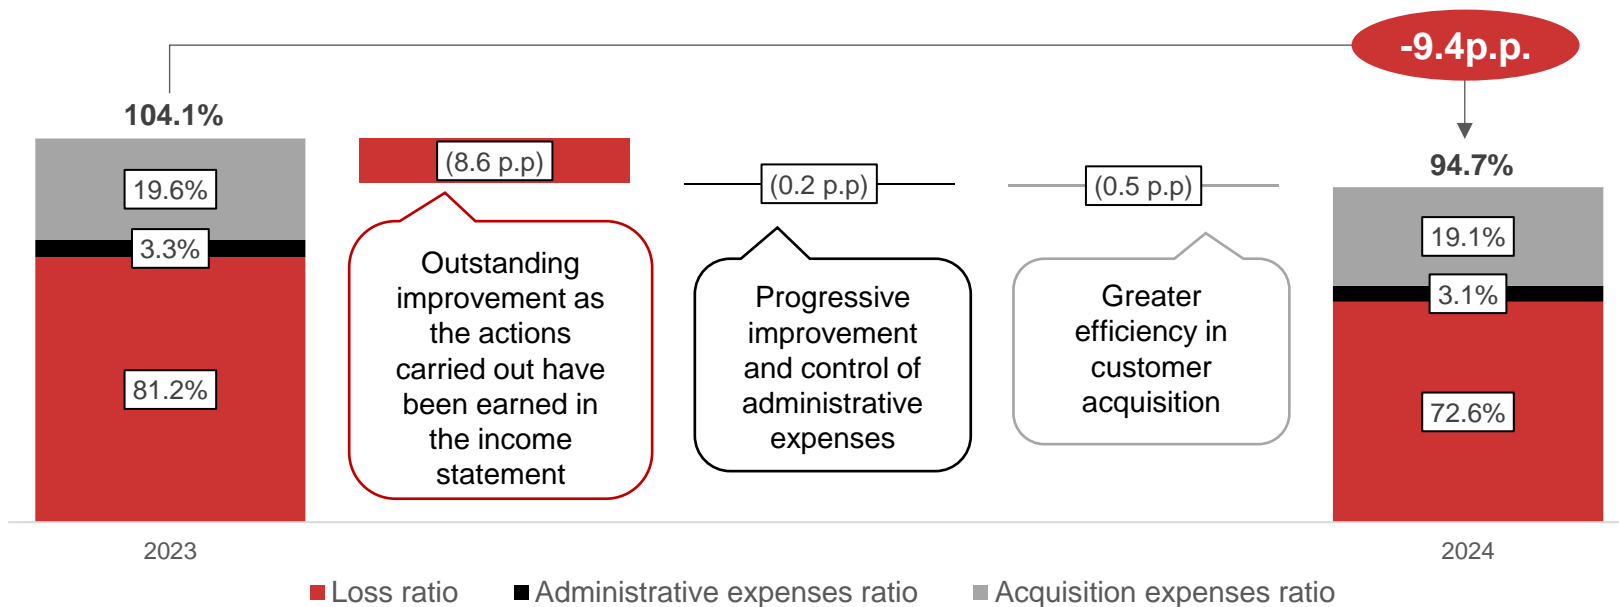 -9.4p.p.
104.1%
94.7%
19.6%
3.3%
81.2%
(8.6 p.p)
(0.2 p.p)
(0.5 p.p)
Outstanding
improvement as
the actions
carried out have
been earned in
the income
statement
Progressive
improvement
and control of
administrative
expenses
Greater
efficiency in
customer
acquisition
19.1%
3.1%
72.6%
2023
2024
Loss ratio
Administrative expenses ratio
Acquisition expenses ratio